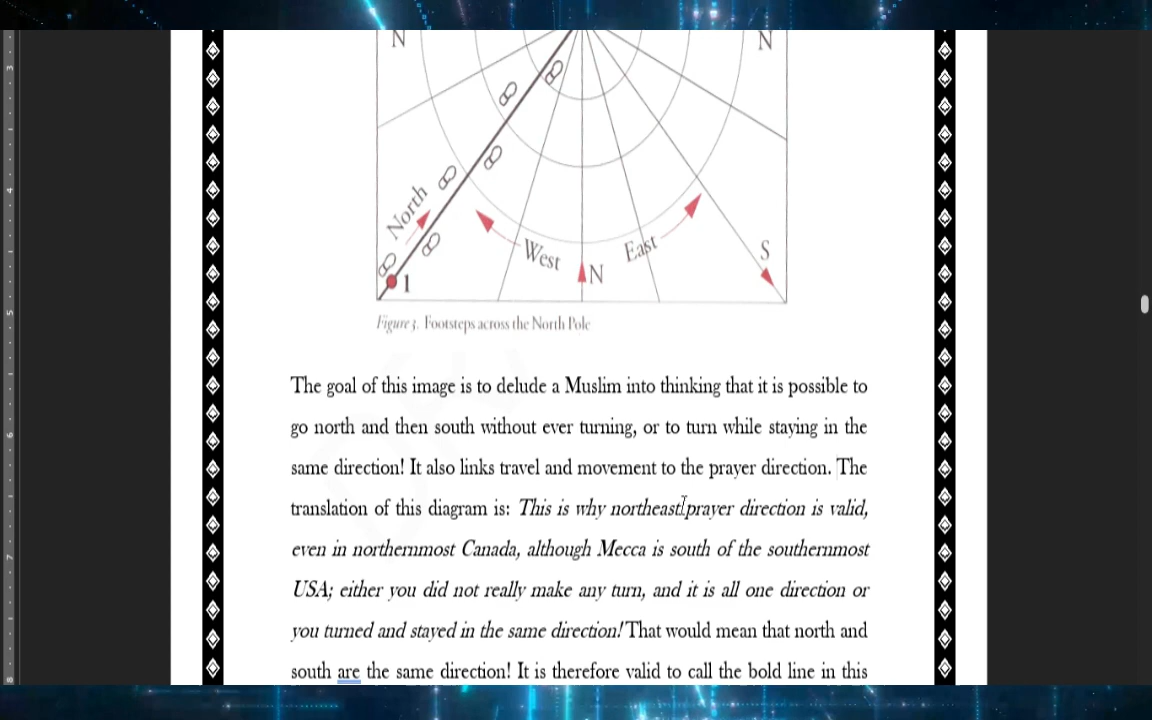 N
N
North
West
East
N
S
1
Figure 3. Footsteps across the North Pole
The goal of this image is to delude a Muslim into thinking that it is possible to
go north and then south without ever turning, or to turn while staying in the
same direction! It also links travel and movement to the prayer direction. The
translation of this diagram is: This is why northeast prayer direction is valid,
even in northernmost Canada, although Mecca is south of the southernmost
USA; either you did not really make any turn, and it is all one direction or
you turned and stayed in the same direction! That would mean that north and
south are the same direction! It is therefore valid to call the bold line in this